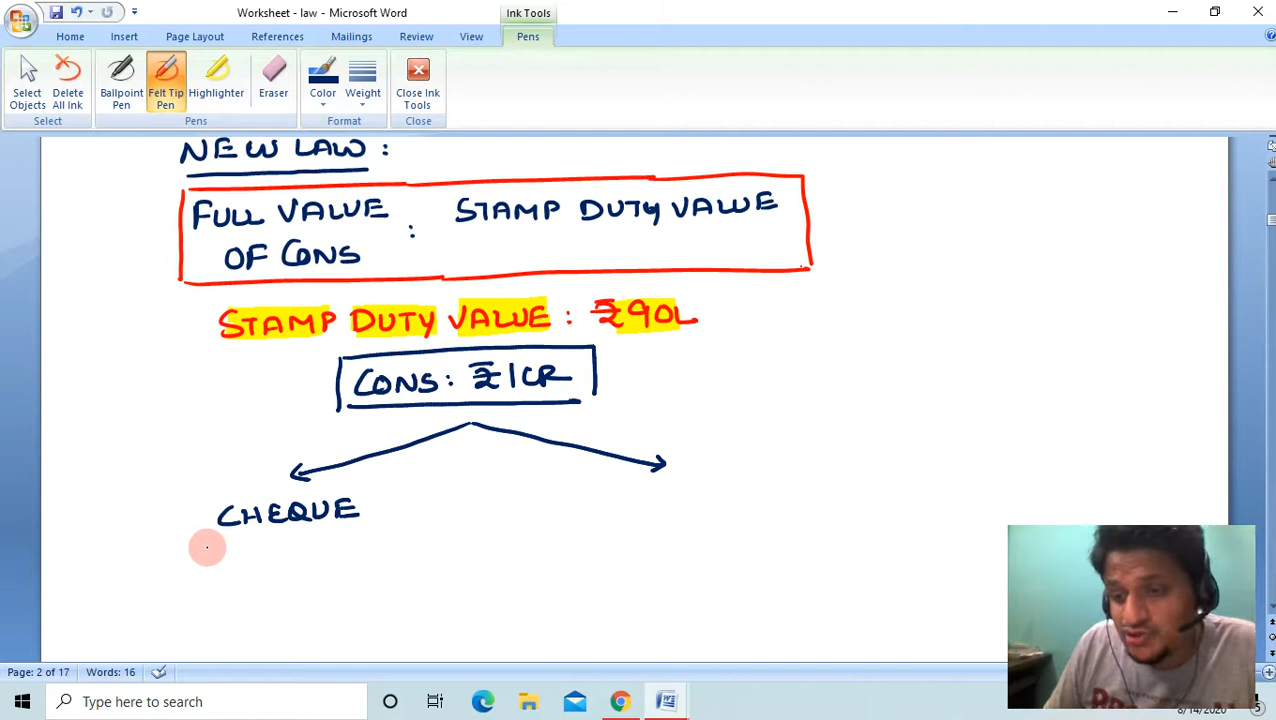 Worksheet - law - Microsoft Word
Ink Tools
Home Insert Page Layout References Mailings Review View Pens
Select Objects
Delete All Ink
Ballpoint Pen
Felt Tip Pen
Highlighter
Eraser
Color
Weight
Close Ink Tools
Select
Pens
Format
Close
NEW LAW :
FULL VALUE OF CONS : STAMP DUTY VALUE
STAMP DUTY VALUE : ₹90L
CONS : ₹1CR
CHEQUE
Page: 2 of 17
Words: 16
Type here to search
8/14/2020